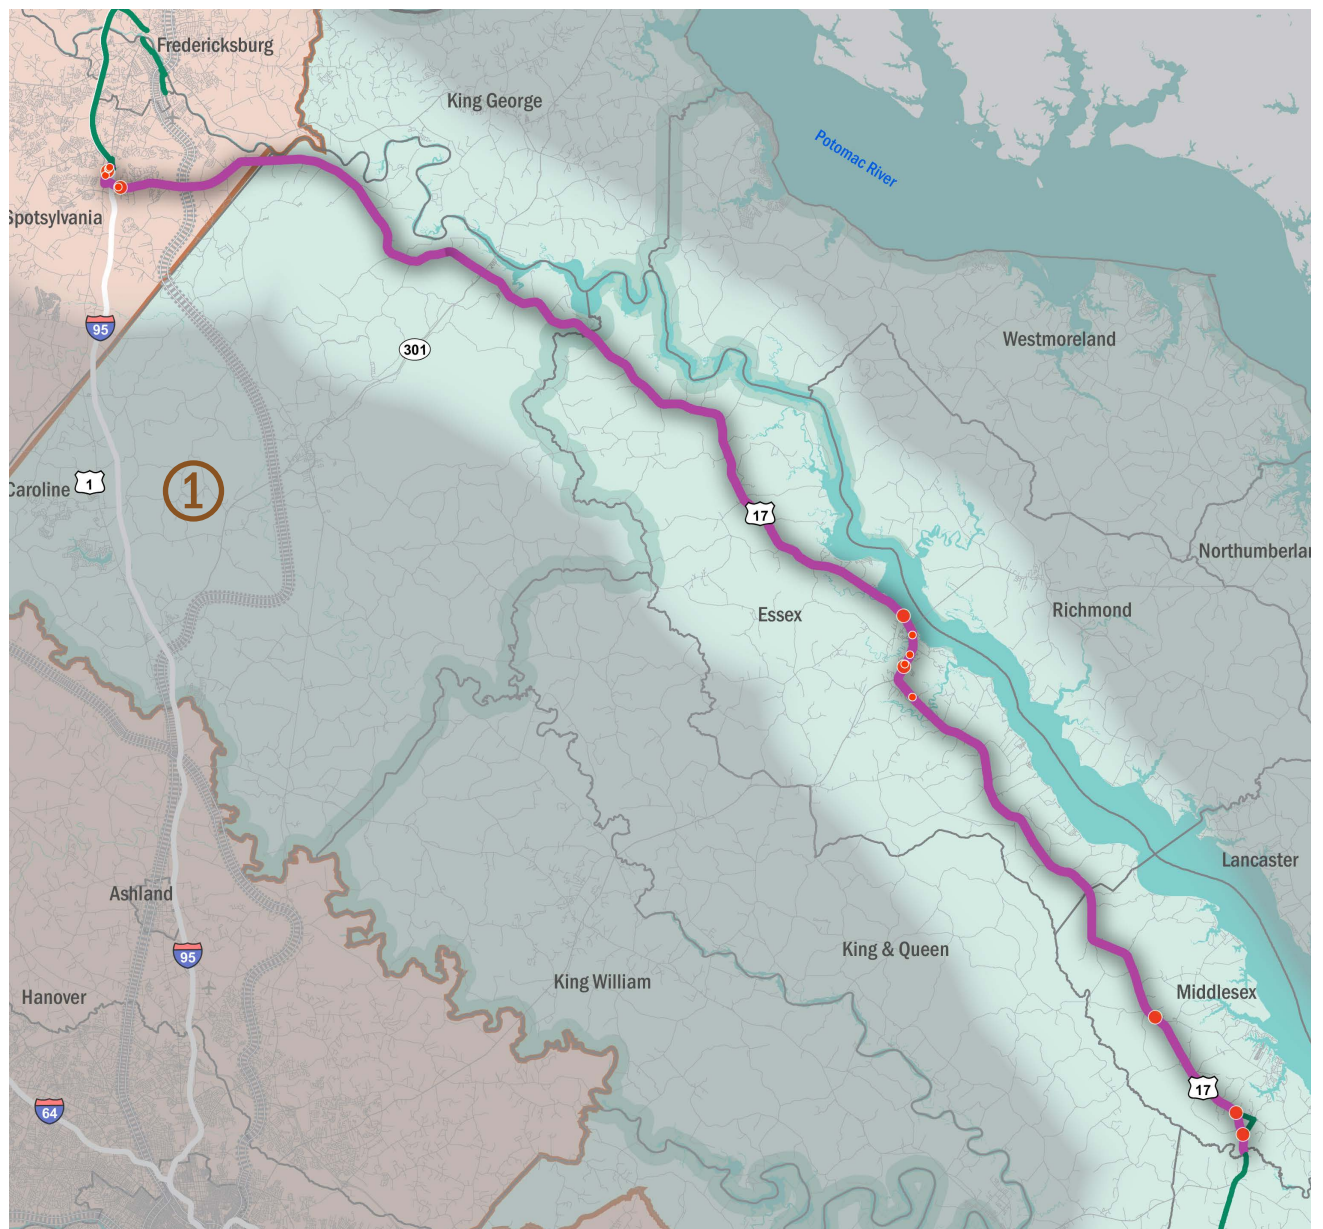 Fredericksburg
King George
Potomac River
Spotsylvania
95
301
Westmoreland
Caroline
1
1
17
Northumberlan
Essex
Richmond
Lancaster
Ashland
King & Queen
95
King William
Middlesex
Hanover
17
64